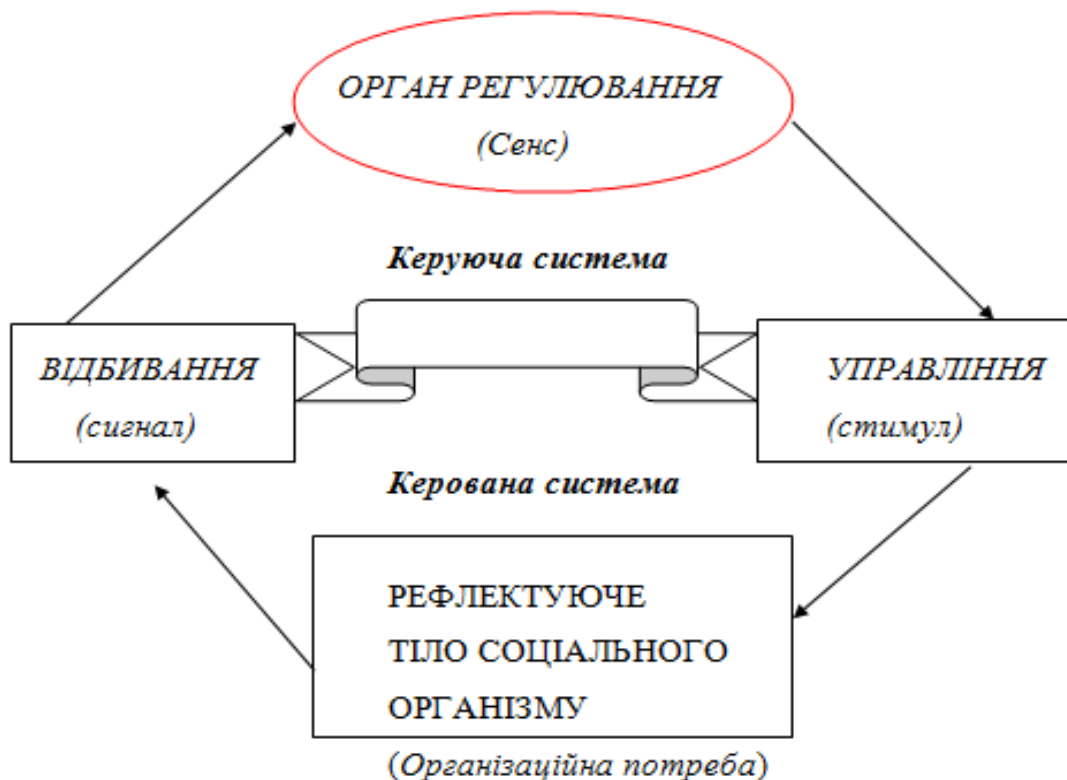 ОРГАН РЕГУЛЮВАННЯ
(Сенс)
Керуюча система
ВІДБИВАННЯ
(сигнал)
УПРАВЛІННЯ
(стимул)
Керована система
РЕФЛЕКТУЮЧЕ
ТІЛО СОЦІАЛЬНОГО
ОРГАНІЗМУ
(Організаційна потреба)